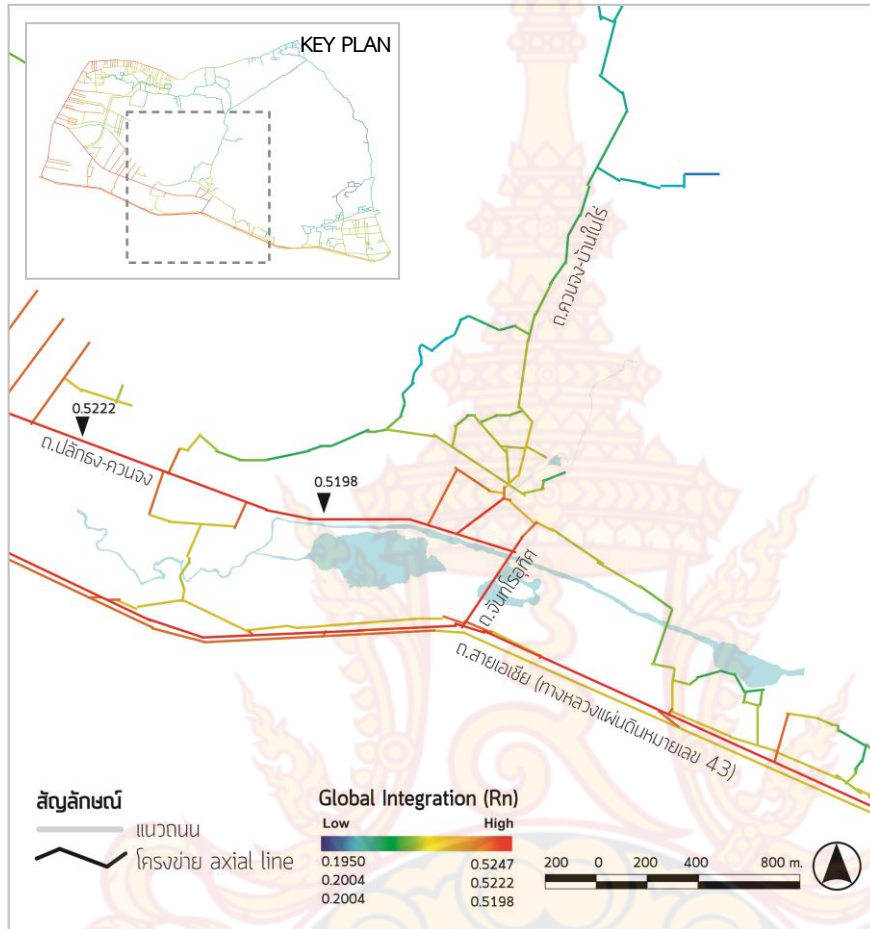 KEY PLAN
ถ.ควนจง-บ้านในไร่
0.5222
ถ.ปลักธง-ควนจง
0.5198
ถ.จันทโรอุทิศ
ถ.สายเอเชีย (ทางหลวงแผ่นดินหมายเลข 43)
สัญลักษณ์
แนวถนน
โครงข่าย axial line
Global Integration (Rn)
Low High
0.1950 0.5247
0.2004 0.5222
0.2004 0.5198
200 0 200 400 800 m.